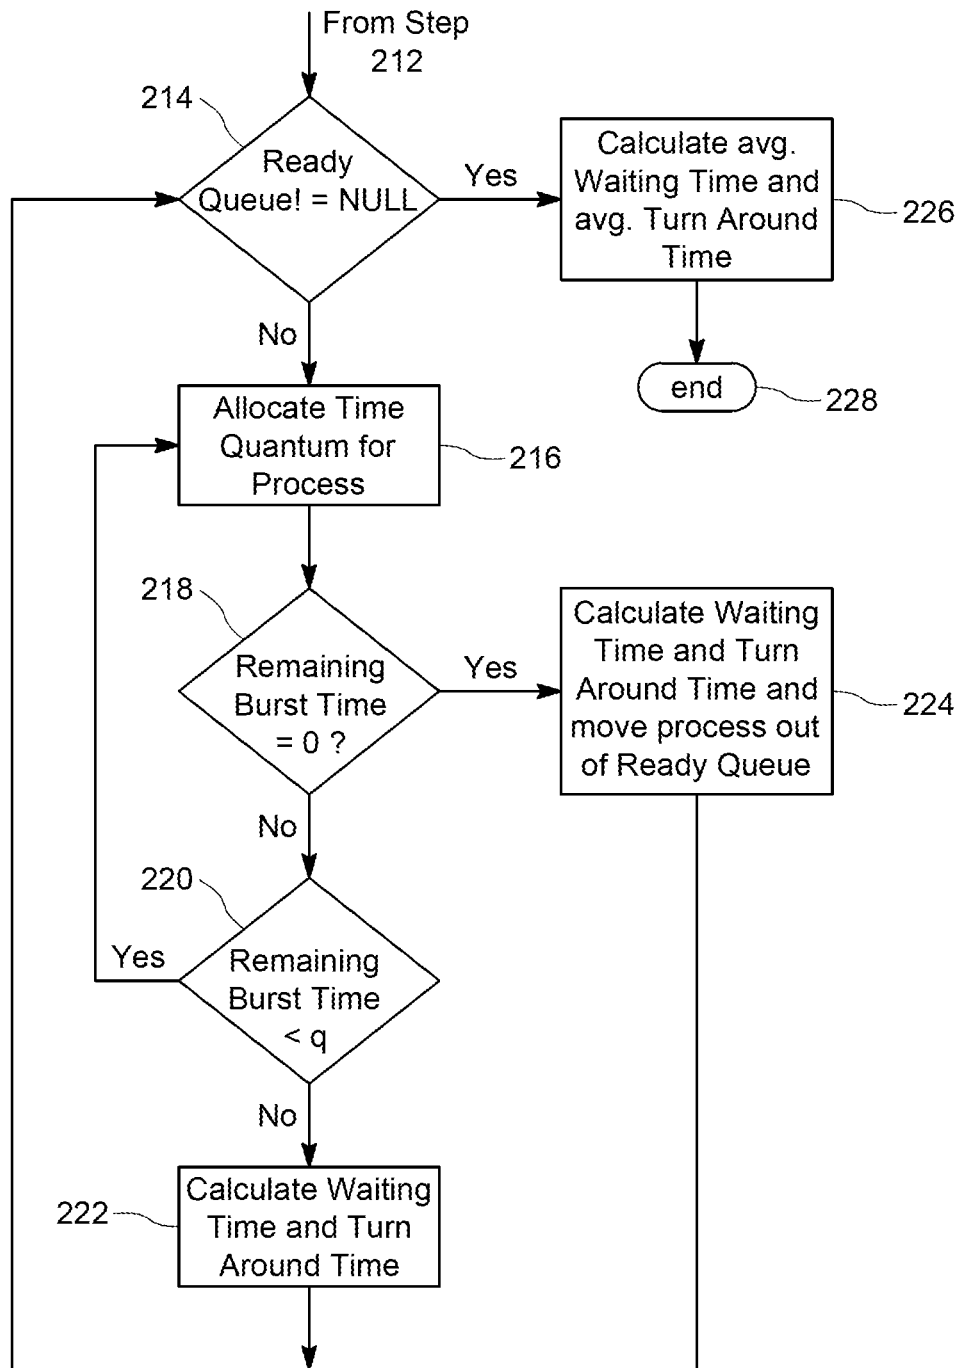 From Step
212
214
Ready
Queue! = NULL
Yes
Calculate avg.
Waiting Time and
avg. Turn Around
Time
226
No
end
228
Allocate Time
Quantum for
Process
216
218
Remaining
Burst Time
= 0 ?
Yes
Calculate Waiting
Time and Turn
Around Time and
move process out
of Ready Queue
224
No
220
Yes
Remaining
Burst Time
< q
No
222
Calculate Waiting
Time and Turn
Around Time